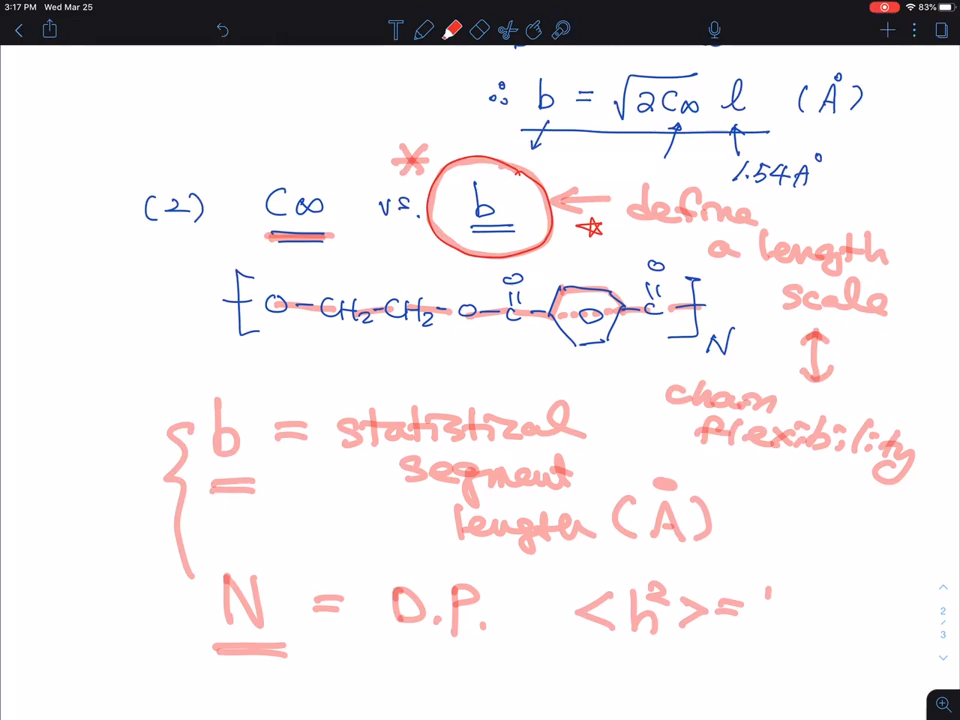 3:17 PM Wed Mar 25
83%
T
∴ b = √2C∞ l (Å)
1.54Å
(2) C∞ vs. b
define
a length
scale
chain
flexibility
[ O—CH2—CH2—O—C(=O)—⌬—C(=O) ]N
b = statistical
segment
length (Å)
N = D.P. <h²> =
2
/
3